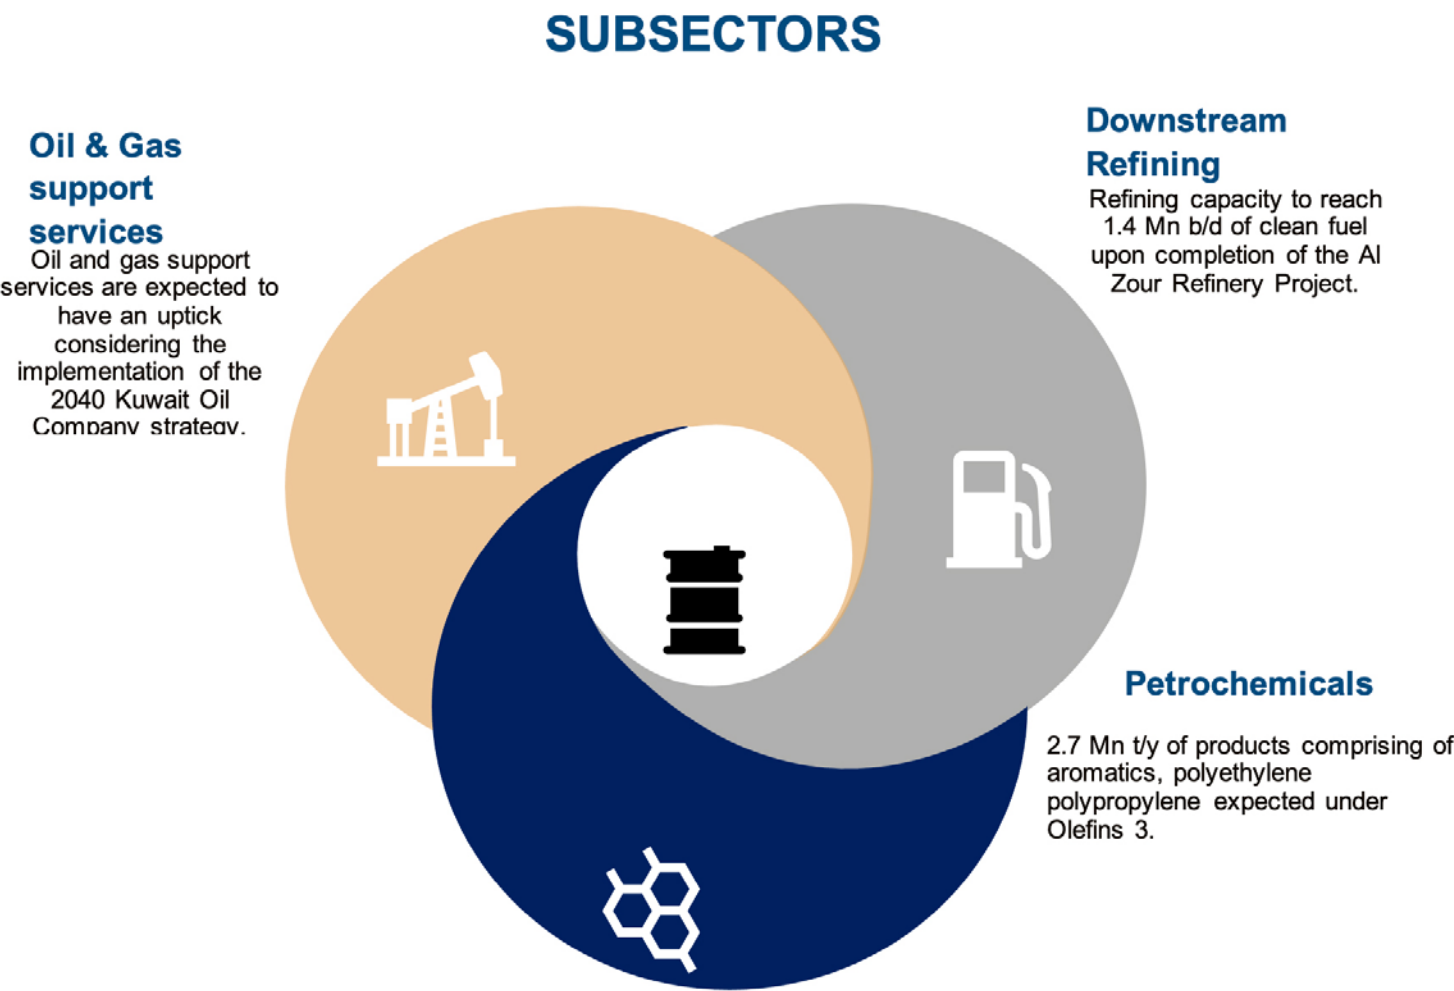 SUBSECTORS
Oil & Gas
support
services
Oil and gas support
services are expected to
have an uptick
considering the
implementation of the
2040 Kuwait Oil
Company strategy.
Downstream
Refining
Refining capacity to reach
1.4 Mn b/d of clean fuel
upon completion of the Al
Zour Refinery Project.
Petrochemicals
2.7 Mn t/y of products comprising of
aromatics, polyethylene
polypropylene expected under
Olefins 3.